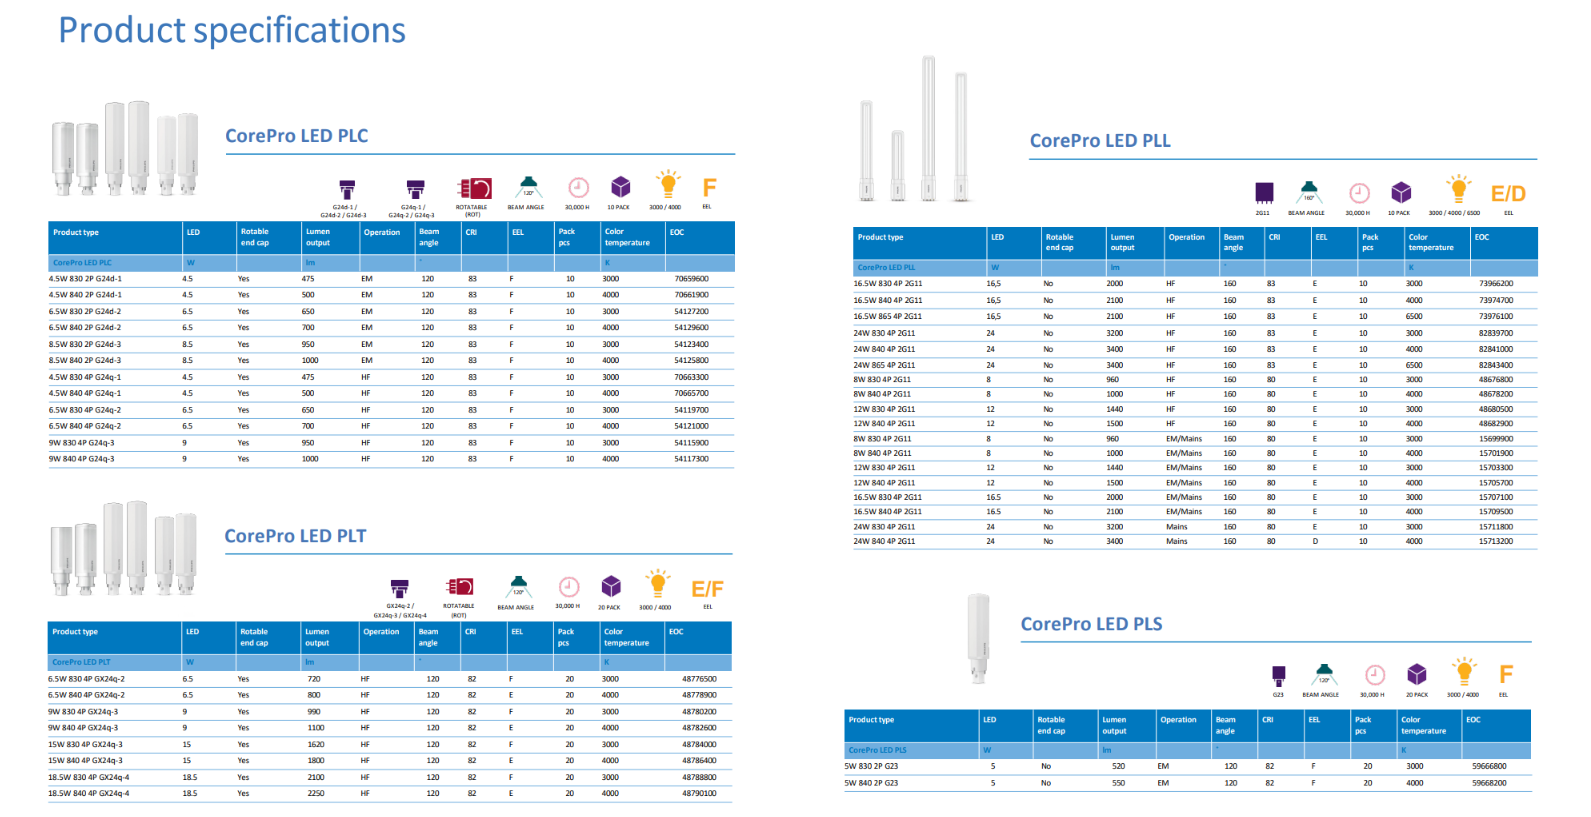 Product specifications
CorePro LED PLC
G24d-1 / G24d-2 / G24d-3
G24q-1 / G24q-2 / G24q-3
ROTATABLE (ROT)
120°
BEAM ANGLE
30,000 H
10 PACK
3000 / 4000
F
EEL
Product type LED Rotable end cap Lumen output Operation Beam angle CRI EEL Pack pcs Color temperature EOC
CorePro LED PLC W lm ° K
4.5W 830 2P G24d-1 4.5 Yes 475 EM 120 83 F 10 3000 70659600
4.5W 840 2P G24d-1 4.5 Yes 500 EM 120 83 F 10 4000 70661900
6.5W 830 2P G24d-2 6.5 Yes 650 EM 120 83 F 10 3000 54127200
6.5W 840 2P G24d-2 6.5 Yes 700 EM 120 83 F 10 4000 54129600
8.5W 830 2P G24d-3 8.5 Yes 950 EM 120 83 F 10 3000 54123400
8.5W 840 2P G24d-3 8.5 Yes 1000 EM 120 83 F 10 4000 54125800
4.5W 830 4P G24q-1 4.5 Yes 475 HF 120 83 F 10 3000 70663300
4.5W 840 4P G24q-1 4.5 Yes 500 HF 120 83 F 10 4000 70665700
6.5W 830 4P G24q-2 6.5 Yes 650 HF 120 83 F 10 3000 54119700
6.5W 840 4P G24q-2 6.5 Yes 700 HF 120 83 F 10 4000 54121000
9W 830 4P G24q-3 9 Yes 950 HF 120 83 F 10 3000 54115900
9W 840 4P G24q-3 9 Yes 1000 HF 120 83 F 10 4000 54117300
CorePro LED PLT
GX24q-2 / GX24q-3 / GX24q-4
ROTATABLE (ROT)
120°
BEAM ANGLE
30,000 H
20 PACK
3000 / 4000
E/F
EEL
Product type LED Rotable end cap Lumen output Operation Beam angle CRI EEL Pack pcs Color temperature EOC
CorePro LED PLT W lm ° K
6.5W 830 4P GX24q-2 6.5 Yes 720 HF 120 82 F 20 3000 48776500
6.5W 840 4P GX24q-2 6.5 Yes 800 HF 120 82 E 20 4000 48778900
9W 830 4P GX24q-3 9 Yes 990 HF 120 82 F 20 3000 48780200
9W 840 4P GX24q-3 9 Yes 1100 HF 120 82 E 20 4000 48782600
15W 830 4P GX24q-3 15 Yes 1620 HF 120 82 F 20 3000 48784000
15W 840 4P GX24q-3 15 Yes 1800 HF 120 82 E 20 4000 48786400
18.5W 830 4P GX24q-4 18.5 Yes 2100 HF 120 82 F 20 3000 48788800
18.5W 840 4P GX24q-4 18.5 Yes 2250 HF 120 82 E 20 4000 48790100
CorePro LED PLL
2G11
160°
BEAM ANGLE
30,000 H
10 PACK
3000 / 4000 / 6500
E/D
EEL
Product type LED Rotable end cap Lumen output Operation Beam angle CRI EEL Pack pcs Color temperature EOC
CorePro LED PLL W lm ° K
16.5W 830 4P 2G11 16,5 No 2000 HF 160 83 E 10 3000 73966200
16.5W 840 4P 2G11 16,5 No 2100 HF 160 83 E 10 4000 73974700
16.5W 865 4P 2G11 16,5 No 2100 HF 160 83 E 10 6500 73976100
24W 830 4P 2G11 24 No 3200 HF 160 83 E 10 3000 82839700
24W 840 4P 2G11 24 No 3400 HF 160 83 E 10 4000 82841000
24W 865 4P 2G11 24 No 3400 HF 160 83 E 10 6500 82843400
8W 830 4P 2G11 8 No 960 HF 160 80 E 10 3000 48676800
8W 840 4P 2G11 8 No 1000 HF 160 80 E 10 4000 48678200
12W 830 4P 2G11 12 No 1440 HF 160 80 E 10 3000 48680500
12W 840 4P 2G11 12 No 1500 HF 160 80 E 10 4000 48682900
8W 830 4P 2G11 8 No 960 EM/Mains 160 80 E 10 3000 15699900
8W 840 4P 2G11 8 No 1000 EM/Mains 160 80 E 10 4000 15701900
12W 830 4P 2G11 12 No 1440 EM/Mains 160 80 E 10 3000 15703300
12W 840 4P 2G11 12 No 1500 EM/Mains 160 80 E 10 4000 15705700
16.5W 830 4P 2G11 16.5 No 2000 EM/Mains 160 80 E 10 3000 15707100
16.5W 840 4P 2G11 16.5 No 2100 EM/Mains 160 80 E 10 4000 15709500
24W 830 4P 2G11 24 No 3200 Mains 160 80 E 10 3000 15711800
24W 840 4P 2G11 24 No 3400 Mains 160 80 D 10 4000 15713200
CorePro LED PLS
G23
120°
BEAM ANGLE
30,000 H
20 PACK
3000 / 4000
F
EEL
Product type LED Rotable end cap Lumen output Operation Beam angle CRI EEL Pack pcs Color temperature EOC
CorePro LED PLS W lm ° K
5W 830 2P G23 5 No 520 EM 120 82 F 20 3000 59666800
5W 840 2P G23 5 No 550 EM 120 82 F 20 4000 59668200